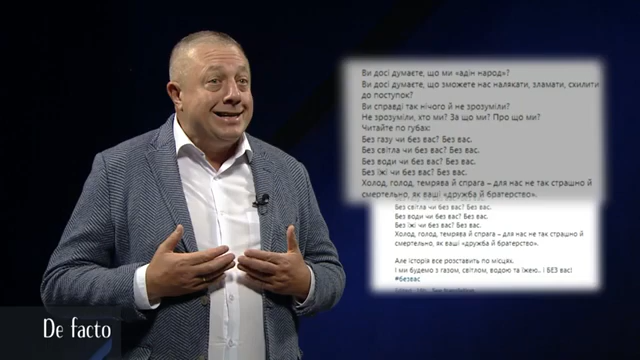 Ви досі думаєте, що ми «адін народ»?
Ви досі думаєте, що зможете нас налякати, зламати, схилити
до поступок?
Ви справді так нічого й не зрозуміли?
Не зрозуміли, хто ми? За що ми? Про що ми?
Читайте по губах:
Без газу чи без вас? Без вас.
Без світла чи без вас? Без вас.
Без води чи без вас? Без вас.
Без їжі чи без вас? Без вас.
Холод, голод, темрява й спрага – для нас не так страшно й
смертельно, як ваші «дружба й братерство».
Без світла чи без вас? Без вас.
Без води чи без вас? Без вас.
Без їжі чи без вас? Без вас.
Холод, голод, темрява й спрага – для нас не так страшно й
смертельно, як ваші «дружба й братерство».
Але історія все розставить по місцях.
І ми будемо з газом, світлом, водою та їжею.. і БЕЗ вас!
#безвас
De facto